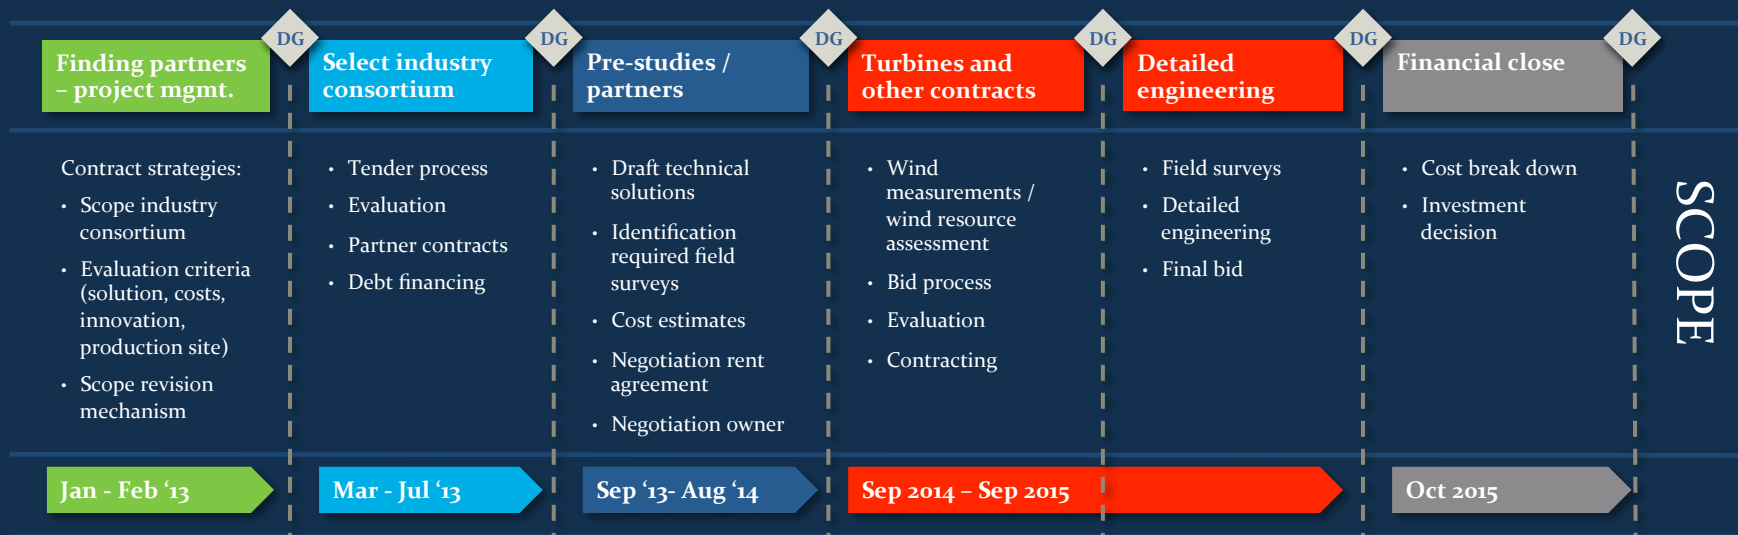 DG
DG
DG
DG
DG
DG
Finding partners
– project mgmt.
Select industry
consortium
Pre-studies /
partners
Turbines and
other contracts
Detailed
engineering
Financial close
Contract strategies:
• Scope industry
consortium
• Evaluation criteria
(solution, costs,
innovation,
production site)
• Scope revision
mechanism
• Tender process
• Evaluation
• Partner contracts
• Debt financing
• Draft technical
solutions
• Identification
required field
surveys
• Cost estimates
• Negotiation rent
agreement
• Negotiation owner
• Wind
measurements /
wind resource
assessment
• Bid process
• Evaluation
• Contracting
• Field surveys
• Detailed
engineering
• Final bid
• Cost break down
• Investment
decision
SCOPE
Jan - Feb ‘13
Mar - Jul ‘13
Sep ‘13- Aug ‘14
Sep 2014 – Sep 2015
Oct 2015